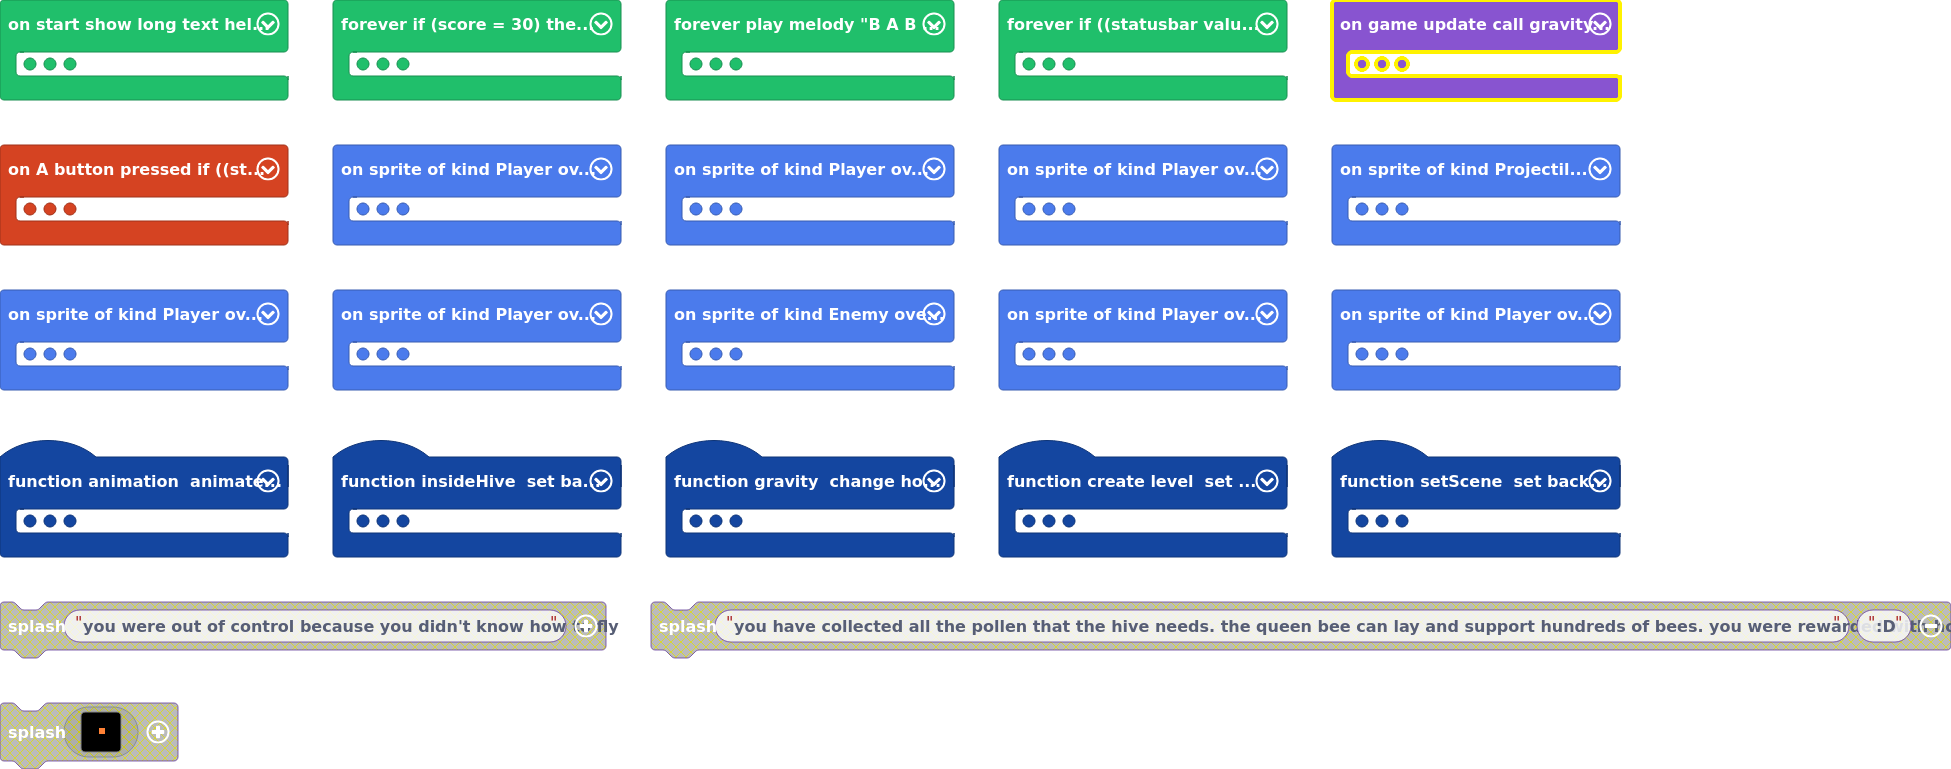 on start show long text hel...
forever if (score = 30) the...
forever play melody "B A B ...
forever if ((statusbar valu...
on game update call gravity...
on A button pressed if ((st...
on sprite of kind Player ov...
on sprite of kind Player ov...
on sprite of kind Player ov...
on sprite of kind Projectil...
on sprite of kind Player ov...
on sprite of kind Player ov...
on sprite of kind Enemy ove...
on sprite of kind Player ov...
on sprite of kind Player ov...
function animation  animate...
function insideHive  set ba...
function gravity  change ho...
function create level  set ...
function setScene  set back...
splash "you were out of control because you didn't know how fly"
splash "you have collected all the pollen that the hive needs. the queen bee can lay and support hundreds of bees. you were rewarded with" ":D"
splash